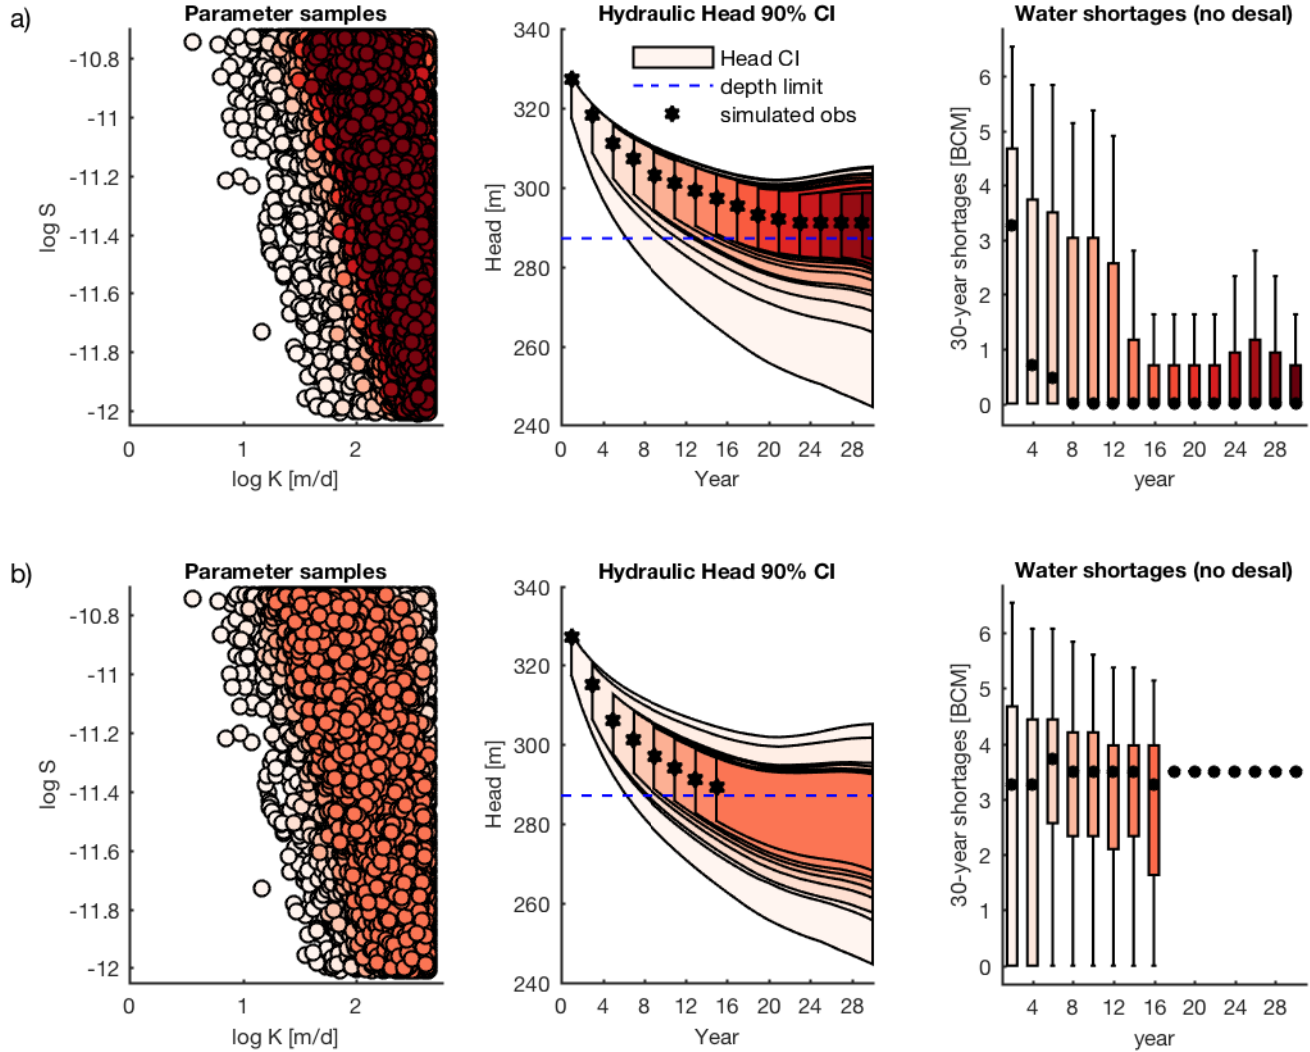 a)
Parameter samples
Hydraulic Head 90% CI
Water shortages (no desal)
-10.8
-11
-11.2
-11.4
-11.6
-11.8
-12
log S
0 1 2
log K [m/d]
340
320
300
280
260
240
Head [m]
Head CI
depth limit
simulated obs
0 4 8 12 16 20 24 28
Year
6
5
4
3
2
1
0
30-year shortages [BCM]
4 8 12 16 20 24 28
year
b)
Parameter samples
Hydraulic Head 90% CI
Water shortages (no desal)
-10.8
-11
-11.2
-11.4
-11.6
-11.8
-12
log S
0 1 2
log K [m/d]
340
320
300
280
260
240
Head [m]
0 4 8 12 16 20 24 28
Year
6
5
4
3
2
1
0
30-year shortages [BCM]
4 8 12 16 20 24 28
year